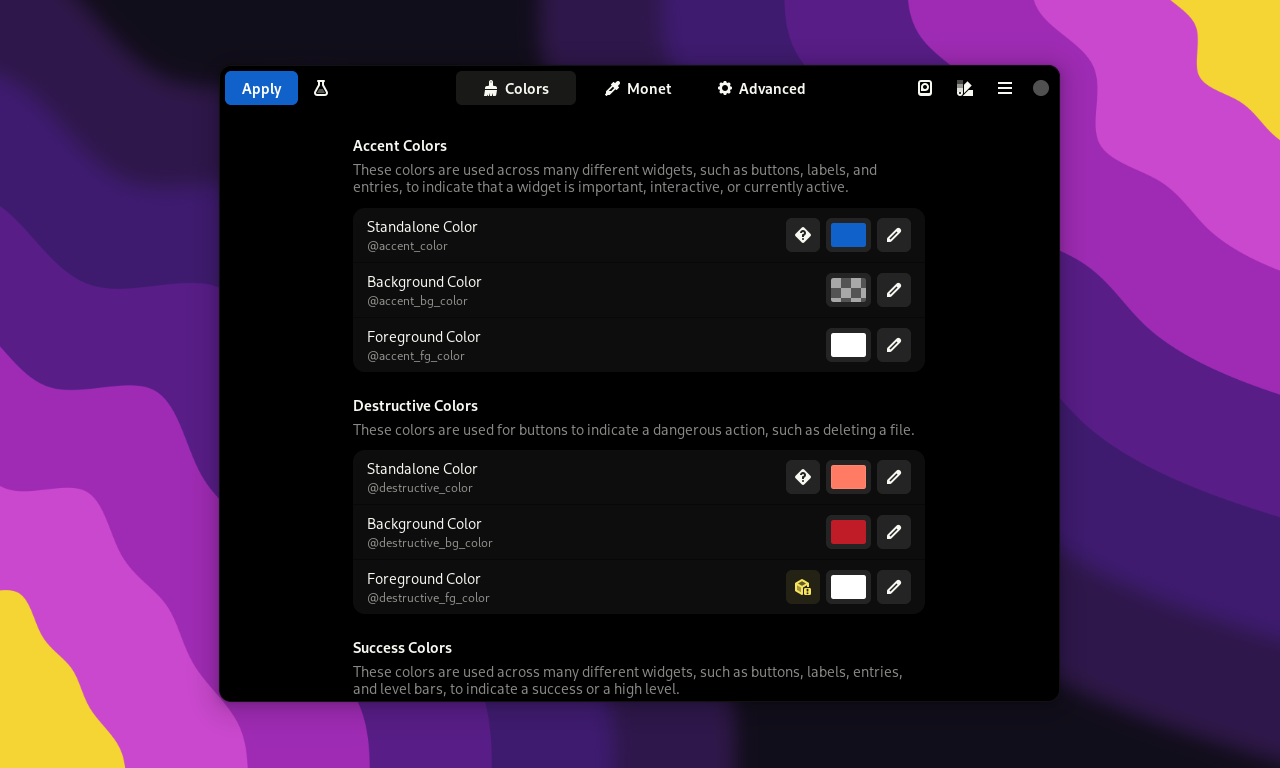 Apply
Colors
Monet
Advanced
Accent Colors
These colors are used across many different widgets, such as buttons, labels, and
entries, to indicate that a widget is important, interactive, or currently active.
Standalone Color
@accent_color
Background Color
@accent_bg_color
Foreground Color
@accent_fg_color
Destructive Colors
These colors are used for buttons to indicate a dangerous action, such as deleting a file.
Standalone Color
@destructive_color
Background Color
@destructive_bg_color
Foreground Color
@destructive_fg_color
Success Colors
These colors are used across many different widgets, such as buttons, labels, entries,
and level bars, to indicate a success or a high level.